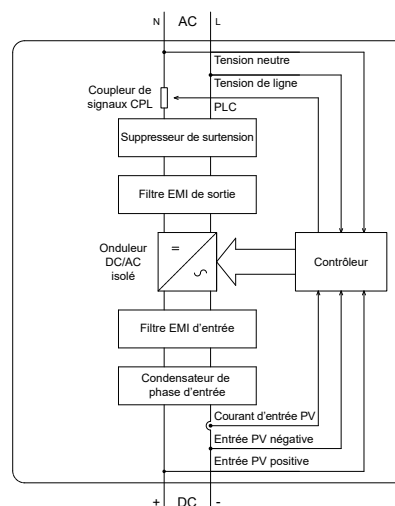 N AC L
Tension neutre
Tension de ligne
Coupleur de
signaux CPL
PLC
Suppresseur de surtension
Filtre EMI de sortie
Onduleur
DC/AC
isolé
=
Contrôleur
Filtre EMI d'entrée
Condensateur de
phase d'entrée
Courant d'entrée PV
Entrée PV négative
Entrée PV positive
+ DC -